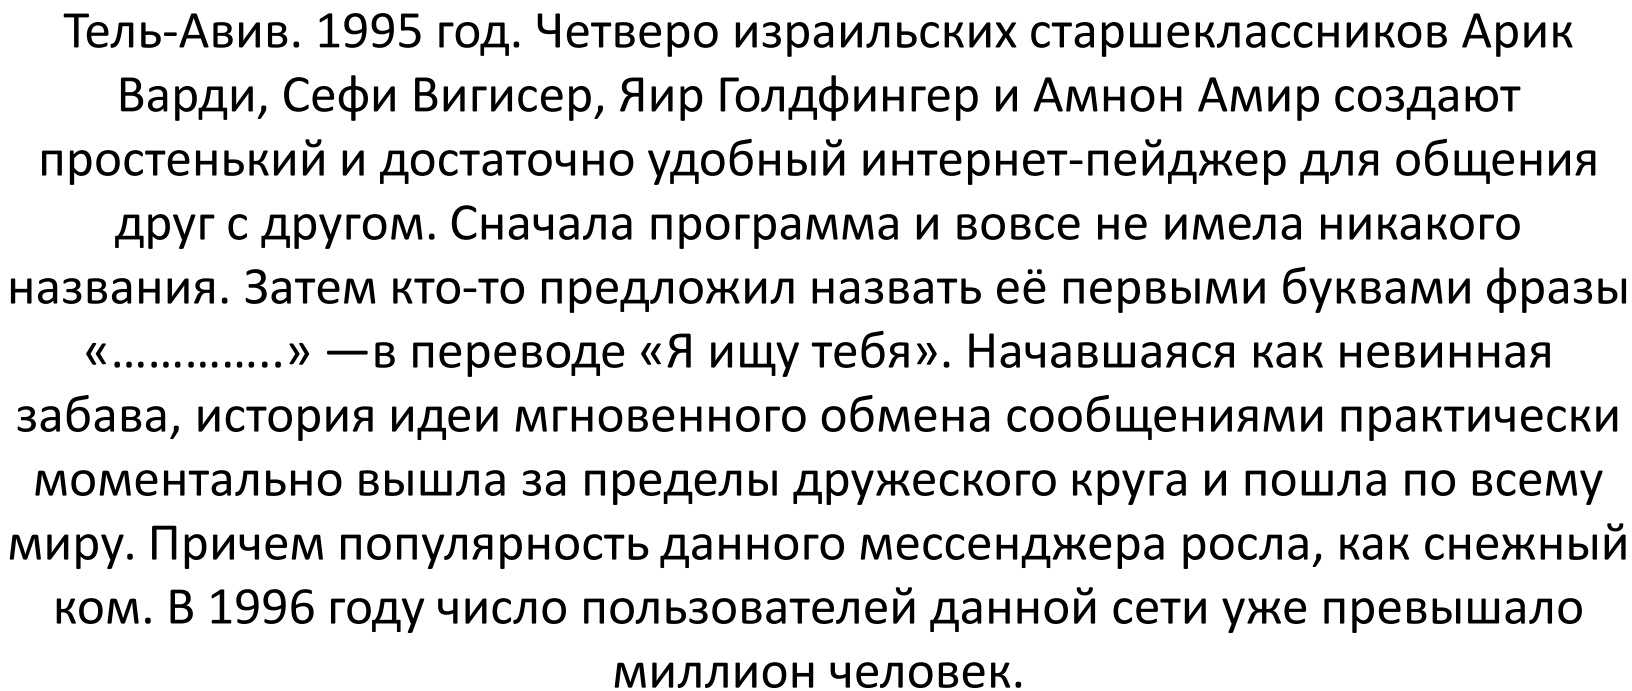 Тель-Авив. 1995 год. Четверо израильских старшеклассников Арик
Варди, Сефи Вигисер, Яир Голдфингер и Амнон Амир создают
простенький и достаточно удобный интернет-пейджер для общения
друг с другом. Сначала программа и вовсе не имела никакого
названия. Затем кто-то предложил назвать её первыми буквами фразы
«…………..» —в переводе «Я ищу тебя». Начавшаяся как невинная
забава, история идеи мгновенного обмена сообщениями практически
моментально вышла за пределы дружеского круга и пошла по всему
миру. Причем популярность данного мессенджера росла, как снежный
ком. В 1996 году число пользователей данной сети уже превышало
миллион человек.